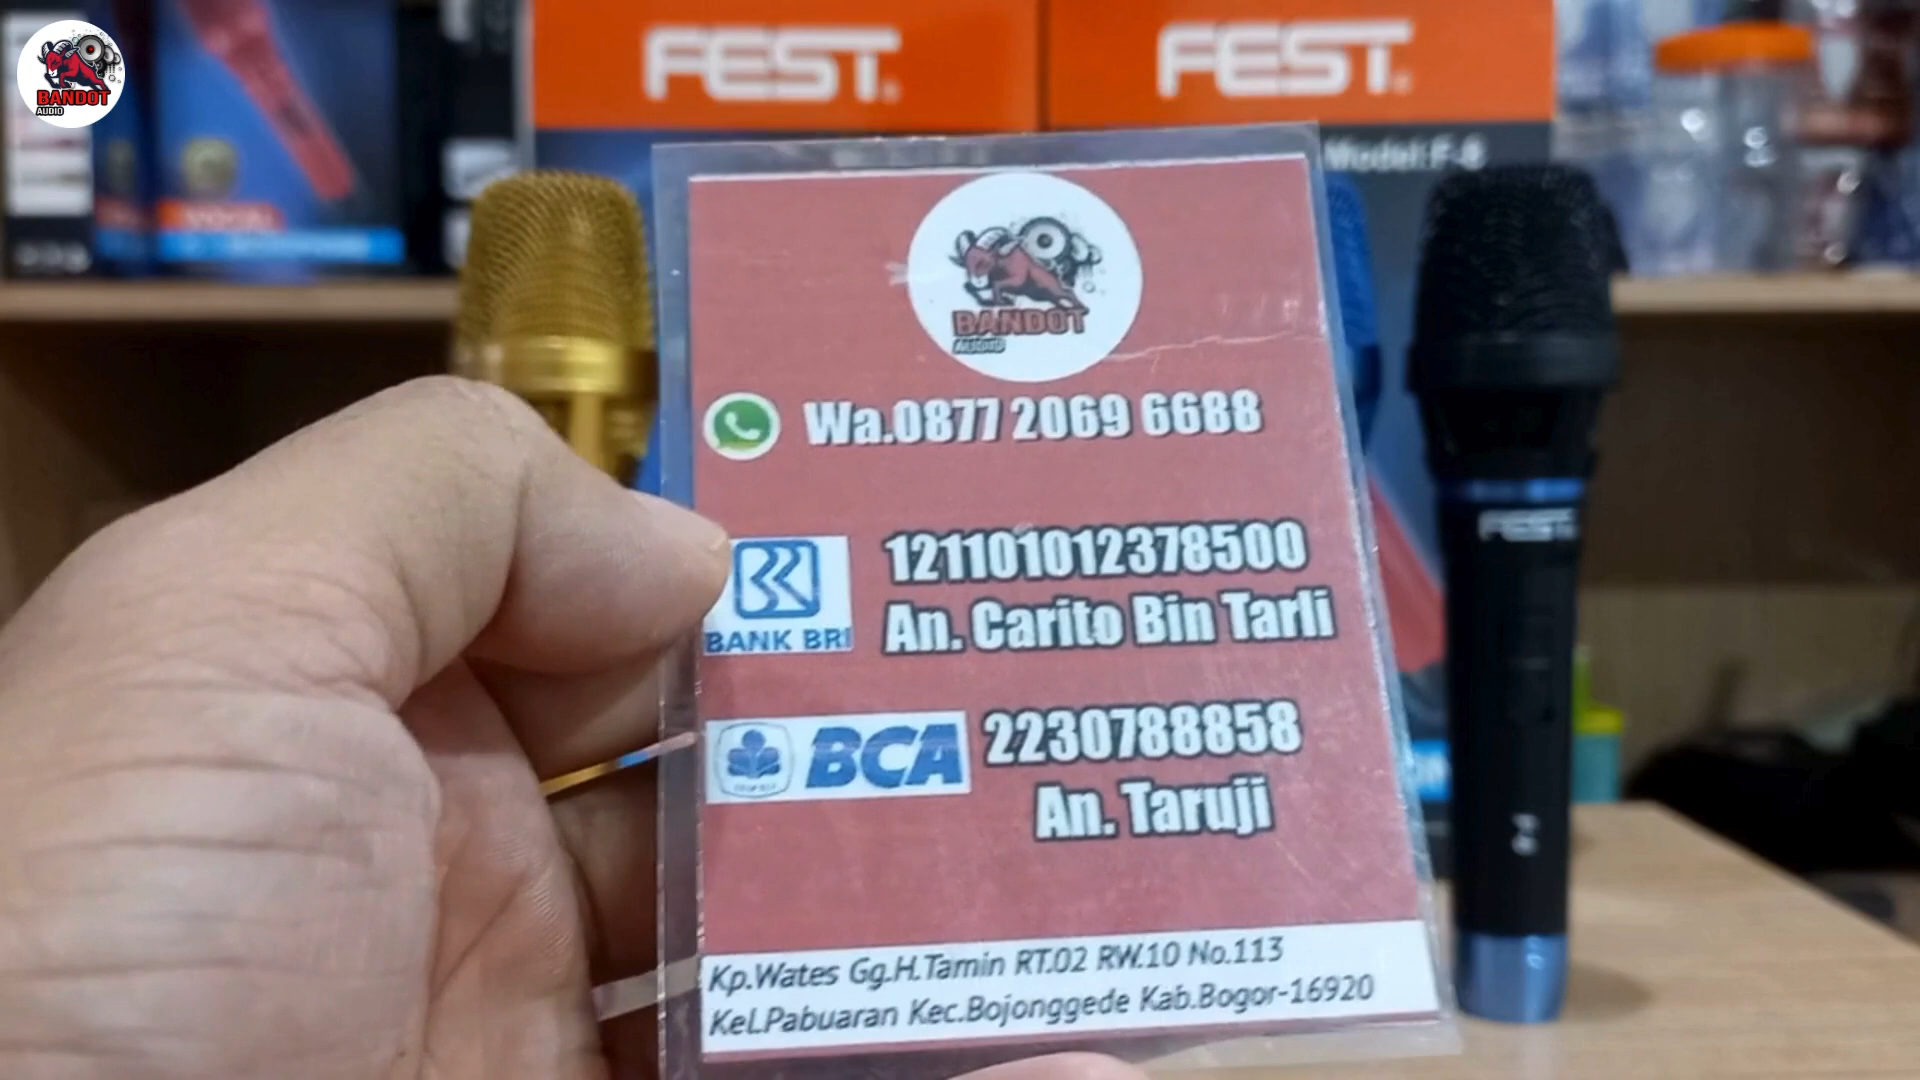 BANDOT
AUDIO
FEST
FEST
Model:F-8
BANDOT
AUDIO
Wa.0877 2069 6688
121101012378500
An. Carito Bin Tarli
BANK BRI
BCA
2230788858
An. Taruji
Kp.Wates Gg.H.Tamin RT.02 RW.10 No.113
Kel.Pabuaran Kec.Bojonggede Kab.Bogor-16920
FEST